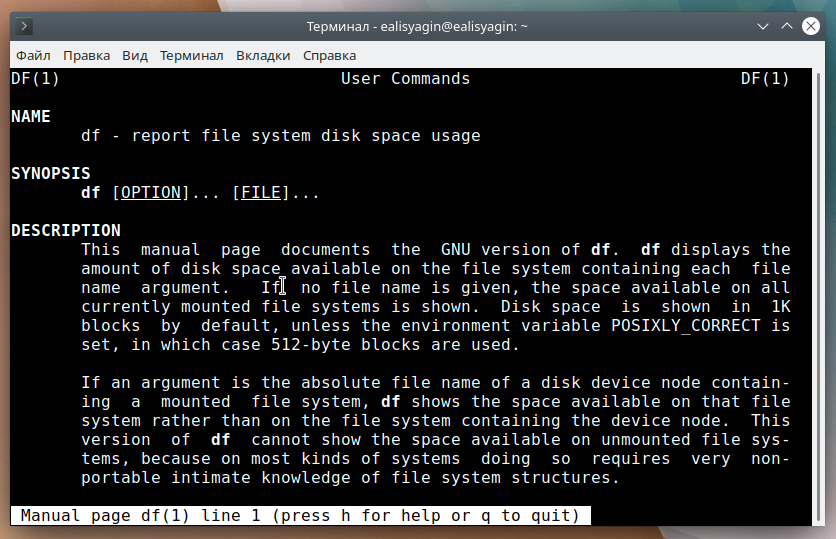 Терминал - ealisyagin@ealisyagin: ~
Файл Правка Вид Терминал Вкладки Справка
DF(1) User Commands DF(1)
NAME
df - report file system disk space usage
SYNOPSIS
df [OPTION]... [FILE]...
DESCRIPTION
This manual page documents the GNU version of df. df displays the
amount of disk space available on the file system containing each file
name argument. If no file name is given, the space available on all
currently mounted file systems is shown. Disk space is shown in 1K
blocks by default, unless the environment variable POSIXLY_CORRECT is
set, in which case 512-byte blocks are used.
If an argument is the absolute file name of a disk device node contain-
ing a mounted file system, df shows the space available on that file
system rather than on the file system containing the device node. This
version of df cannot show the space available on unmounted file sys-
tems, because on most kinds of systems doing so requires very non-
portable intimate knowledge of file system structures.
Manual page df(1) line 1 (press h for help or q to quit)